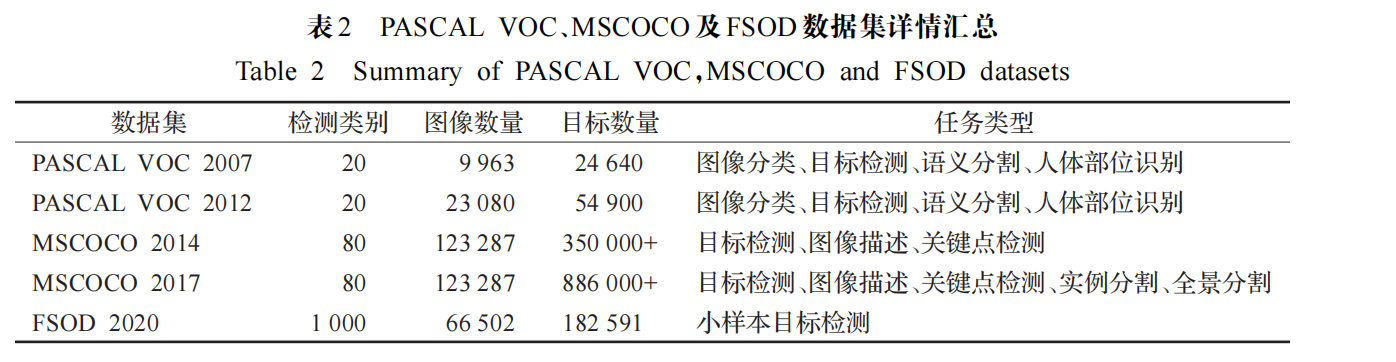 表2 PASCAL VOC、MSCOCO及FSOD数据集详情汇总
Table 2 Summary of PASCAL VOC,MSCOCO and FSOD datasets
数据集 检测类别 图像数量 目标数量 任务类型
PASCAL VOC 2007 20 9 963 24 640 图像分类、目标检测、语义分割、人体部位识别
PASCAL VOC 2012 20 23 080 54 900 图像分类、目标检测、语义分割、人体部位识别
MSCOCO 2014 80 123 287 350 000+ 目标检测、图像描述、关键点检测
MSCOCO 2017 80 123 287 886 000+ 目标检测、图像描述、关键点检测、实例分割、全景分割
FSOD 2020 1 000 66 502 182 591 小样本目标检测